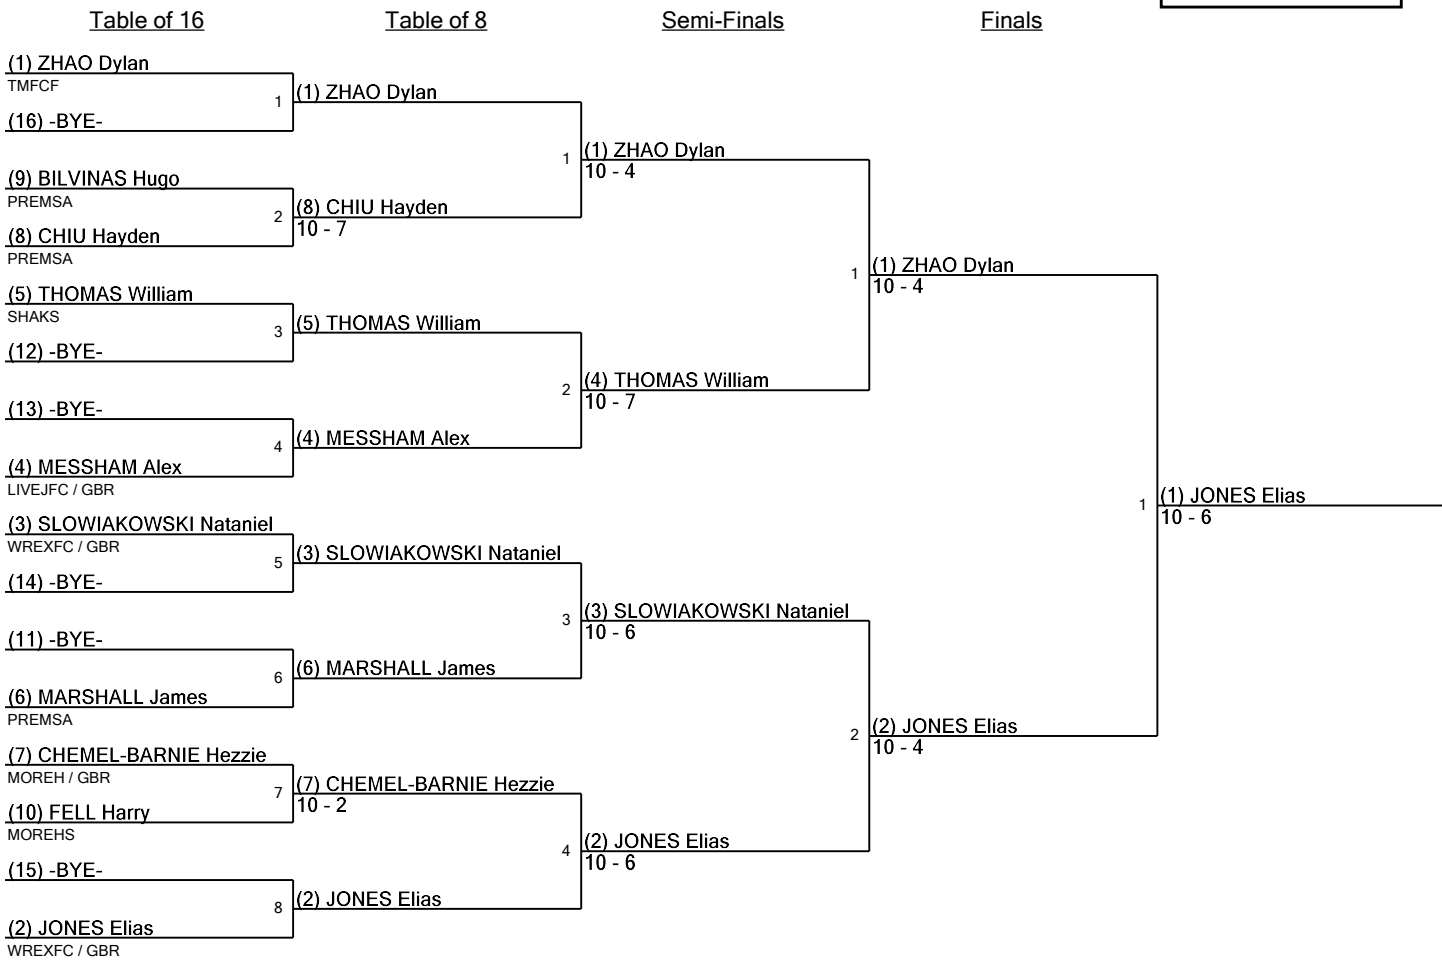 Table of 16
Table of 8
Semi-Finals
Finals
(1) ZHAO Dylan
TMFCF
(16) -BYE-
(9) BILVINAS Hugo
PREMSA
(8) CHIU Hayden
PREMSA
(5) THOMAS William
SHAKS
(12) -BYE-
(13) -BYE-
(4) MESSHAM Alex
LIVEJFC / GBR
(3) SLOWIAKOWSKI Nataniel
WREXFC / GBR
(14) -BYE-
(11) -BYE-
(6) MARSHALL James
PREMSA
(7) CHEMEL-BARNIE Hezzie
MOREH / GBR
(10) FELL Harry
MOREHS
(15) -BYE-
(2) JONES Elias
WREXFC / GBR
1
(1) ZHAO Dylan
2
(8) CHIU Hayden
10 - 7
3
(5) THOMAS William
4
(4) MESSHAM Alex
5
(3) SLOWIAKOWSKI Nataniel
6
(6) MARSHALL James
7
(7) CHEMEL-BARNIE Hezzie
10 - 2
8
(2) JONES Elias
1
(1) ZHAO Dylan
10 - 4
2
(4) THOMAS William
10 - 7
3
(3) SLOWIAKOWSKI Nataniel
10 - 6
4
(2) JONES Elias
10 - 6
1
(1) ZHAO Dylan
10 - 4
2
(2) JONES Elias
10 - 4
1
(1) JONES Elias
10 - 6